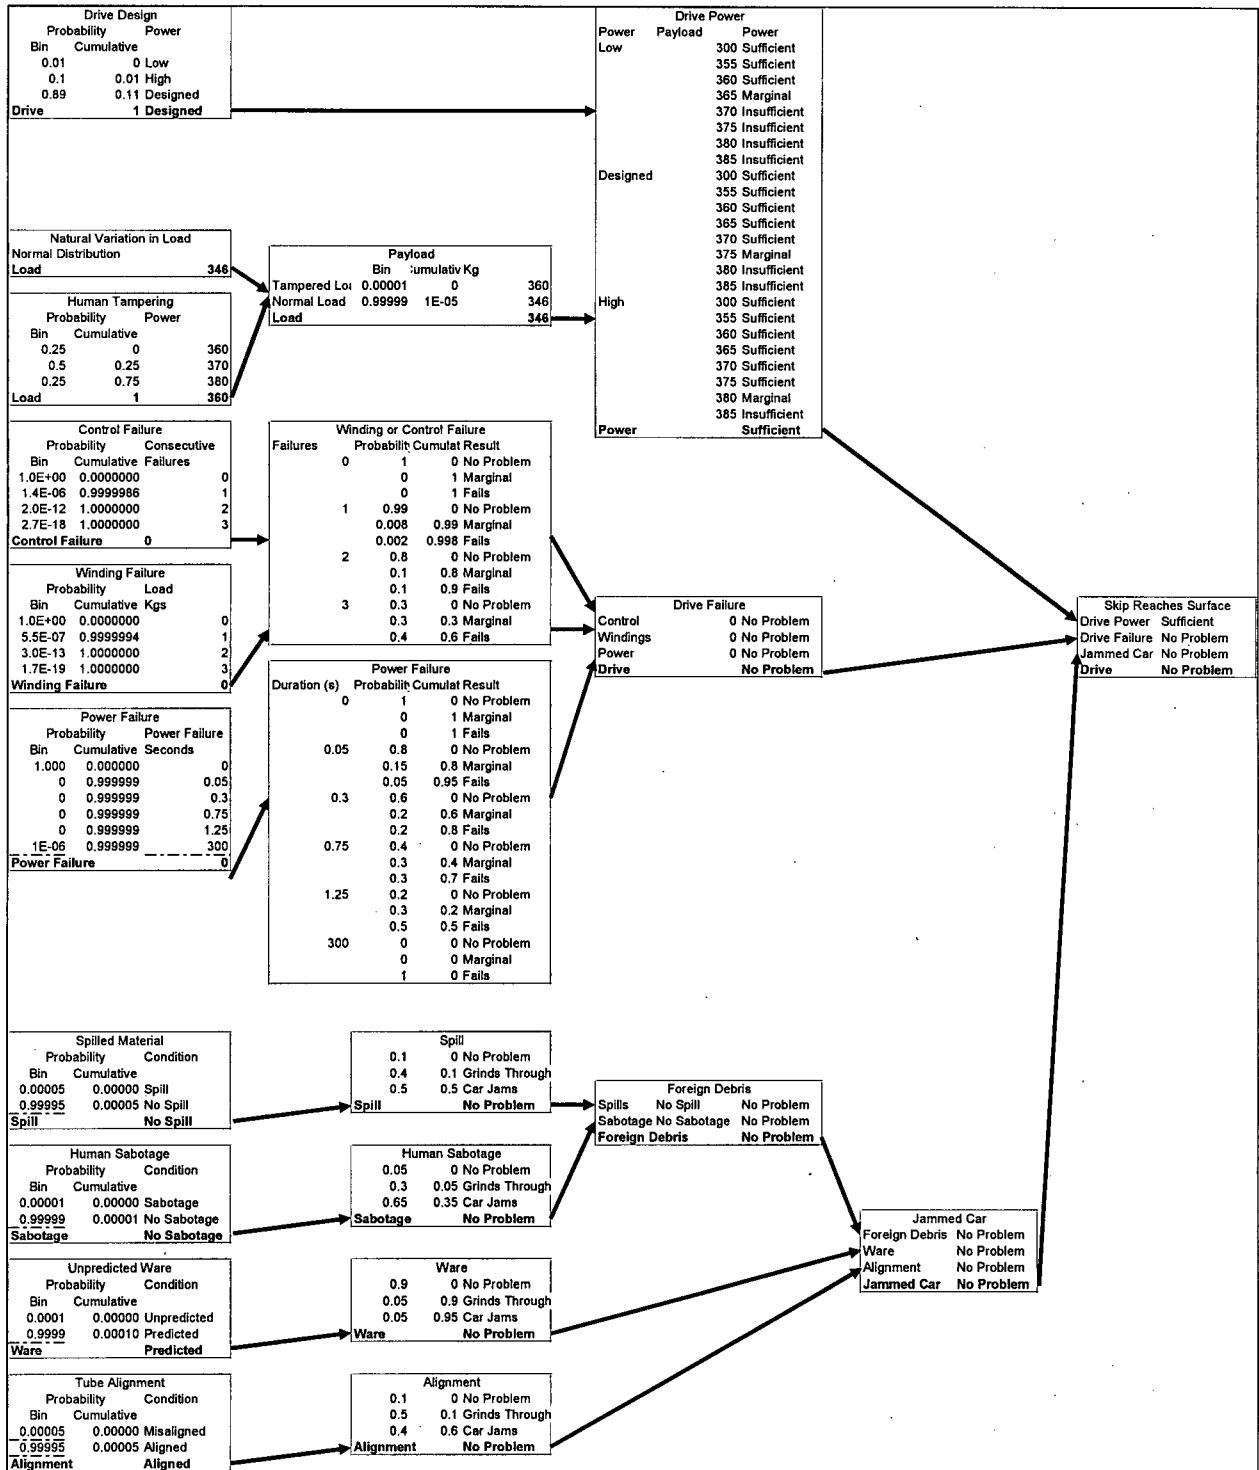 Drive Design
Probability Power
Bin Cumulative
0.01 0 Low
0.1 0.01 High
0.89 0.11 Designed
Drive 1 Designed
Drive Power
Power Payload Power
Low 300 Sufficient
355 Sufficient
360 Sufficient
365 Marginal
370 Insufficient
375 Insufficient
380 Insufficient
385 Insufficient
Designed 300 Sufficient
355 Sufficient
360 Sufficient
365 Sufficient
370 Sufficient
375 Marginal
380 Insufficient
385 Insufficient
High 300 Sufficient
355 Sufficient
360 Sufficient
365 Sufficient
370 Sufficient
375 Sufficient
380 Marginal
385 Insufficient
Power Sufficient
Natural Variation in Load
Normal Distribution
Load 346
Human Tampering
Probability Power
Bin Cumulative
0.25 0 360
0.5 0.25 370
0.25 0.75 380
Load 1 360
Payload
Bin umulativ Kg
Tampered Loa 0.00001 0 360
Normal Load 0.99999 1E-05 346
Load 346
Control Failure
Probability Consecutive
Bin Cumulative Failures
1.0E+00 0.0000000 0
1.4E-06 0.9999986 1
2.0E-12 1.0000000 2
2.7E-18 1.0000000 3
Control Failure 0
Winding Failure
Probability Load
Bin Cumulative Kgs
1.0E+00 0.0000000 0
5.5E-07 0.9999994 1
3.0E-13 1.0000000 2
1.7E-19 1.0000000 3
Winding Failure 0
Power Failure
Probability Power Failure
Bin Cumulative Seconds
1.000 0.000000 0
0 0.999999 0.05
0 0.999999 0.3
0 0.999999 0.75
0 0.999999 1.25
1E-06 0.999999 300
Power Failure 0
Winding or Control Failure
Failures Probabilit Cumulat Result
0 1 0 No Problem
0 1 Marginal
0 1 Fails
1 0.99 0 No Problem
0.008 0.99 Marginal
0.002 0.998 Fails
2 0.8 0 No Problem
0.1 0.8 Marginal
0.1 0.9 Fails
3 0.3 0 No Problem
0.3 0.3 Marginal
0.4 0.6 Fails
Power Failure
Duration (s) Probabilit Cumulat Result
0 1 0 No Problem
0 1 Marginal
0 1 Fails
0.05 0.8 0 No Problem
0.15 0.8 Marginal
0.05 0.95 Fails
0.3 0.6 0 No Problem
0.2 0.6 Marginal
0.2 0.8 Fails
0.75 0.4 0 No Problem
0.3 0.4 Marginal
0.3 0.7 Fails
1.25 0.2 0 No Problem
0.3 0.2 Marginal
0.5 0.5 Fails
300 0 0 No Problem
0 0 Marginal
1 0 Fails
Drive Failure
Control 0 No Problem
Windings 0 No Problem
Power 0 No Problem
Drive No Problem
Skip Reaches Surface
Drive Power Sufficient
Drive Failure No Problem
Jammed Car No Problem
Drive No Problem
Spilled Material
Probability Condition
Bin Cumulative
0.00005 0.00000 Spill
0.99995 0.00005 No Spill
Spill No Spill
Spill
0.1 0 No Problem
0.4 0.1 Grinds Through
0.5 0.5 Car Jams
Spill No Problem
Human Sabotage
Probability Condition
Bin Cumulative
0.00001 0.00000 Sabotage
0.99999 0.00001 No Sabotage
Sabotage No Sabotage
Human Sabotage
0.05 0 No Problem
0.3 0.05 Grinds Through
0.65 0.35 Car Jams
Sabotage No Problem
Foreign Debris
Spills No Spill No Problem
Sabotage No Sabotage No Problem
Foreign Debris No Problem
Unpredicted Ware
Probability Condition
Bin Cumulative
0.0001 0.00000 Unpredicted
0.9999 0.00010 Predicted
Ware Predicted
Ware
0.9 0 No Problem
0.05 0.9 Grinds Through
0.05 0.95 Car Jams
Ware No Problem
Jammed Car
Foreign Debris No Problem
Ware No Problem
Alignment No Problem
Jammed Car No Problem
Tube Alignment
Probability Condition
Bin Cumulative
0.00005 0.00000 Misaligned
0.99995 0.00005 Aligned
Alignment Aligned
Alignment
0.1 0 No Problem
0.5 0.1 Grinds Through
0.4 0.6 Car Jams
Alignment No Problem